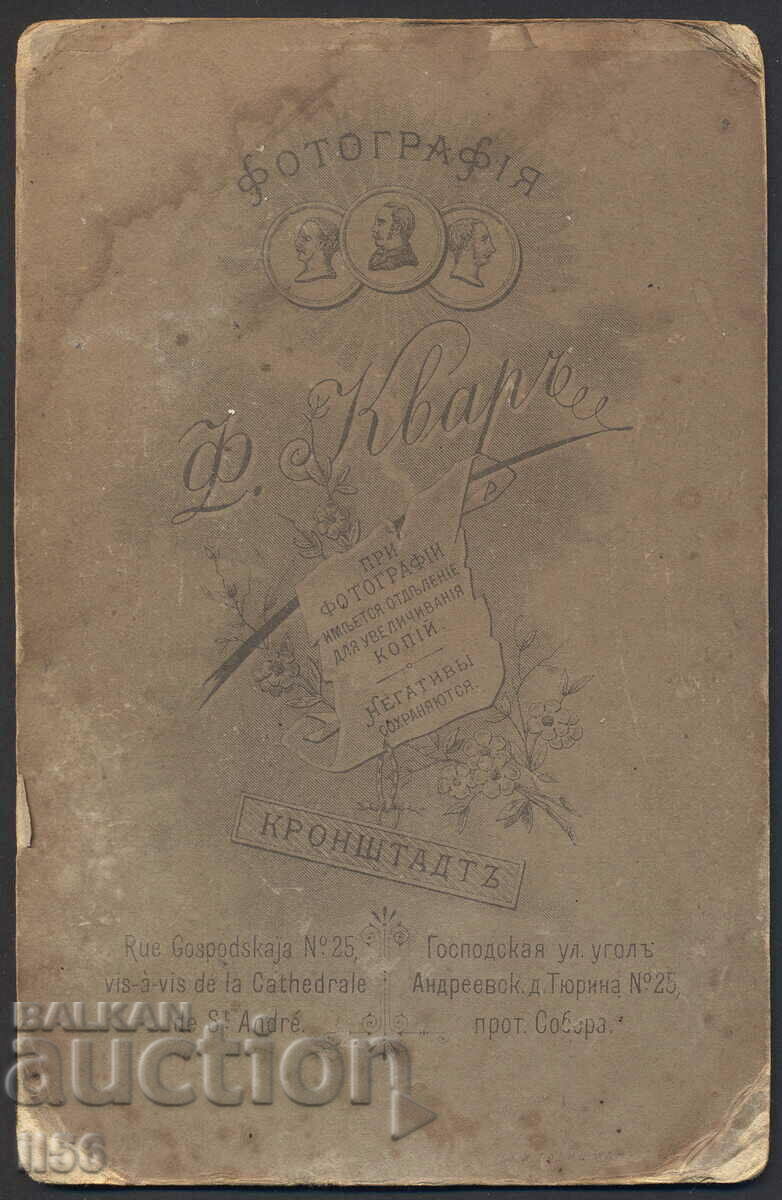 ФОТОГРАФІЯ
Ф. Кваръ
ПРИ
ФОТОГРАФІИ
ИМѢЕТСЯ ОТДѢЛЕНІЕ
ДЛЯ УВЕЛИЧИВАНІЯ
КОПІЙ.
НЕГАТИВЫ
СОХРАНЯЮТСЯ.
КРОНШТАДТЪ
Rue Gospodskaja Nº 25,
vis-à-vis de la Cathedrale
de St. André.
Господская ул. уголъ
Андреевск. д. Тюрина Nº 25,
прот. Собора.
BALKAN
auction
1156